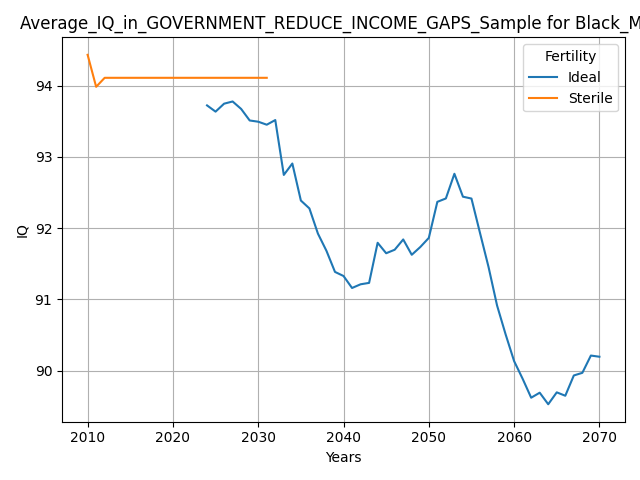 Average_IQ_in_GOVERNMENT_REDUCE_INCOME_GAPS_Sample for Black_M
Fertility
Ideal
Sterile
94
93
92
91
90
IQ
2010 2020 2030 2040 2050 2060 2070
Years